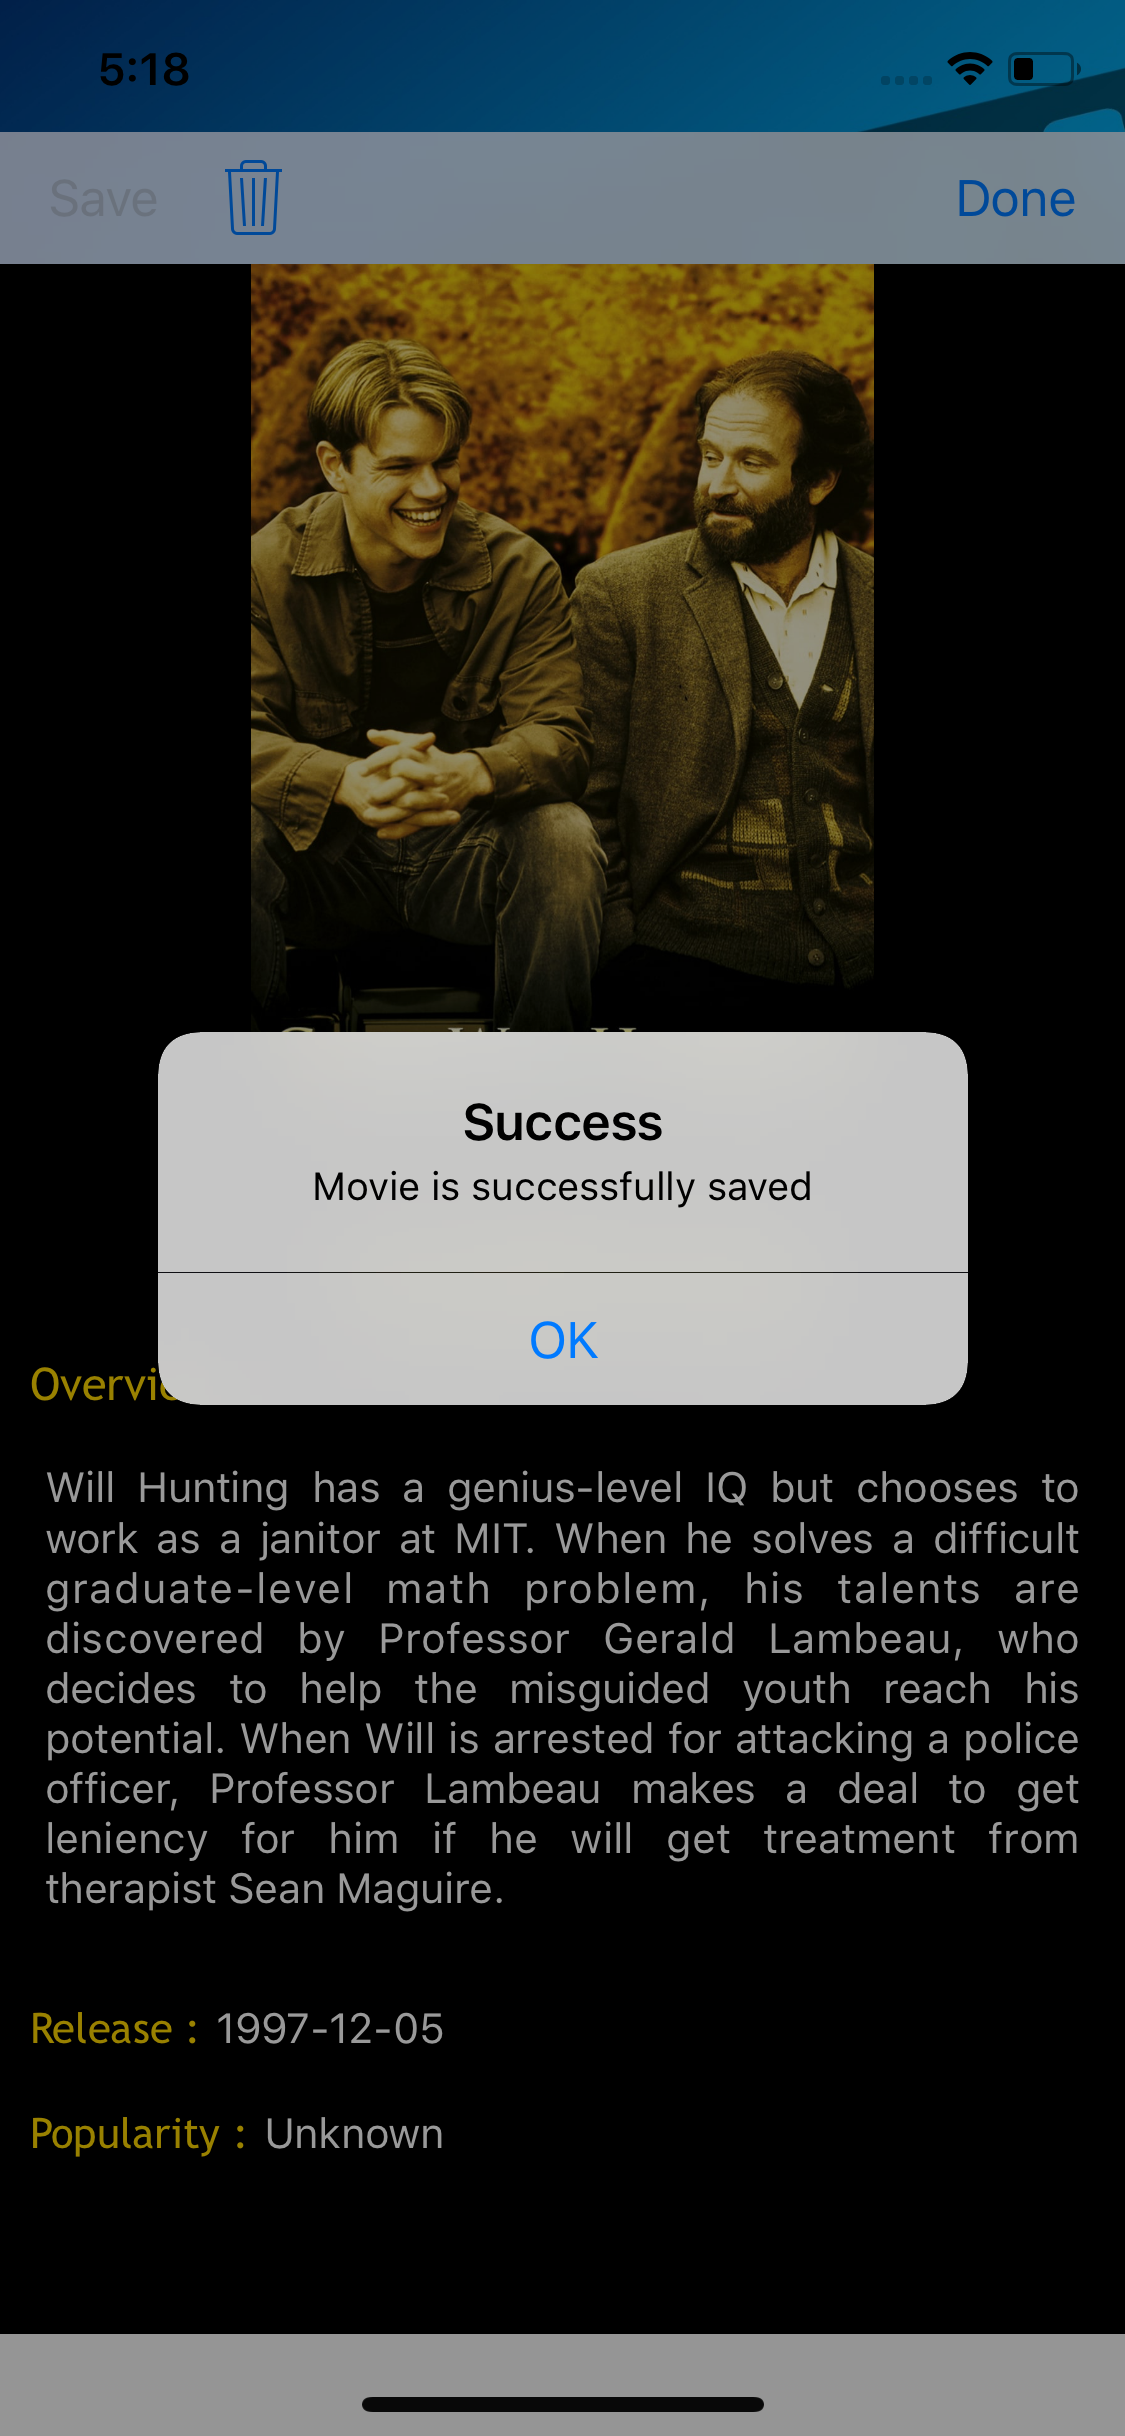 5:18
Save
Done
Success
Movie is successfully saved
OK
Will Hunting has a genius-level IQ but chooses to
work as a janitor at MIT. When he solves a difficult
graduate-level math problem, his talents are
discovered by Professor Gerald Lambeau, who
decides to help the misguided youth reach his
potential. When Will is arrested for attacking a police
officer, Professor Lambeau makes a deal to get
leniency for him if he will get treatment from
therapist Sean Maguire.
Release : 1997-12-05
Popularity : Unknown